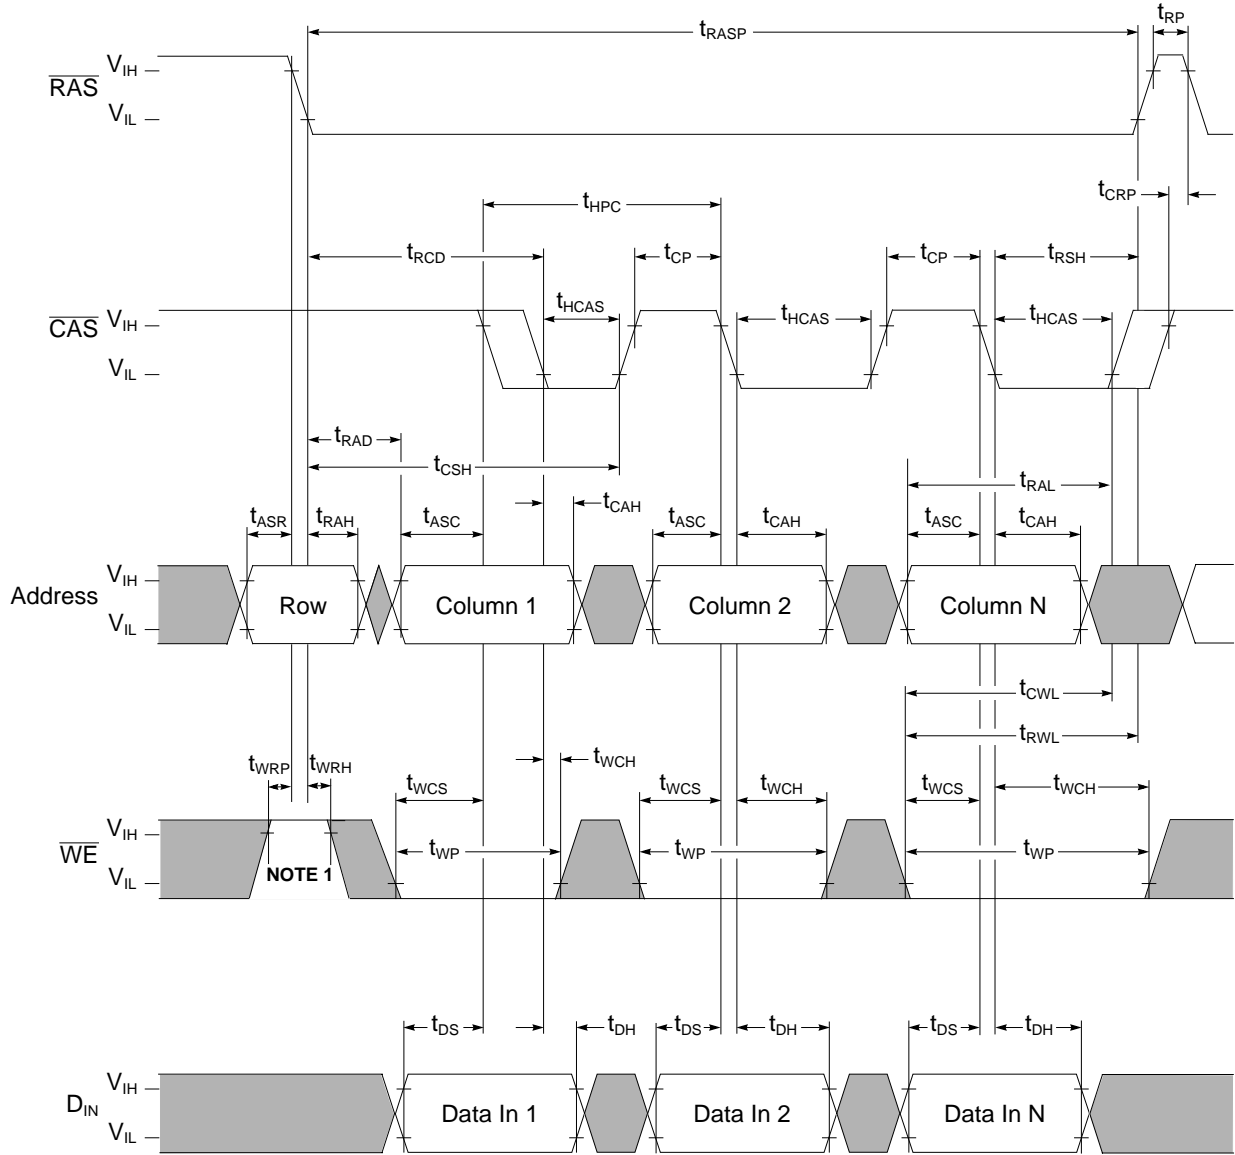 tRP
tRASP
RAS VIH
VIL
tCRP
tHPC
tRCD tCP tCP tRSH
CAS VIH tHCAS tHCAS tHCAS
VIL
tRAD
tCSH
tRAL
tASR tRAH tASC tCAH tASC tCAH tASC tCAH
VIH
Address Row Column 1 Column 2 Column N
VIL
tCWL
tRWL
tWRP tWRH tWCS tWCH tWCS tWCH tWCS tWCH
WE VIH
tWP tWP tWP
VIL NOTE 1
tDS tDH tDS tDH tDS tDH
VIH
DIN Data In 1 Data In 2 Data In N
VIL